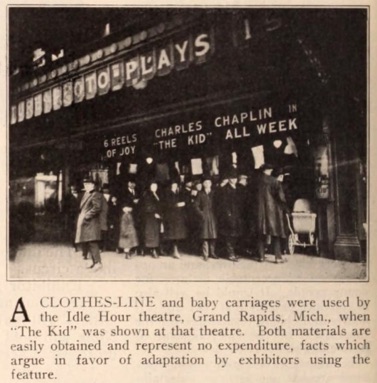 PHOTO-PLAYS
6 REELS OF JOY
CHARLES CHAPLIN IN
"THE KID" ALL WEEK
A CLOTHES-LINE and baby carriages were used by
the Idle Hour theatre, Grand Rapids, Mich., when
"The Kid" was shown at that theatre. Both materials are
easily obtained and represent no expenditure, facts which
argue in favor of adaptation by exhibitors using the
feature.